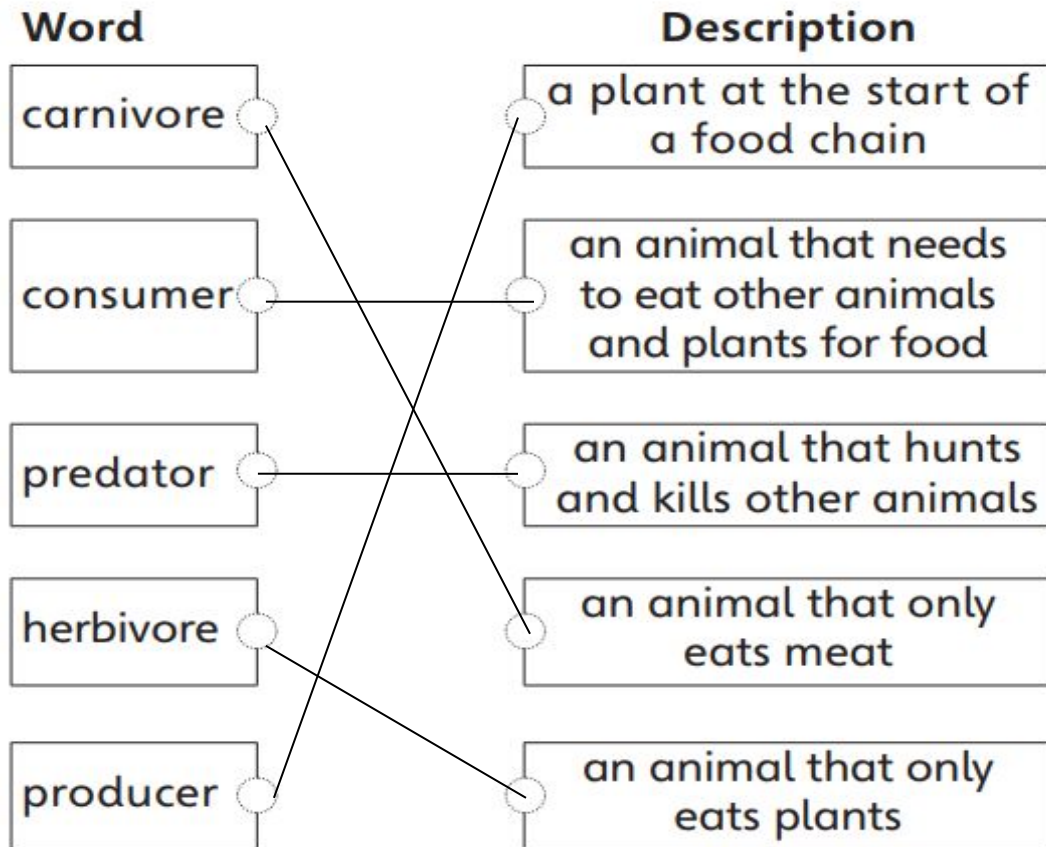 Word
Description
carnivore
a plant at the start of
a food chain
consumer
an animal that needs
to eat other animals
and plants for food
predator
an animal that hunts
and kills other animals
herbivore
an animal that only
eats meat
producer
an animal that only
eats plants